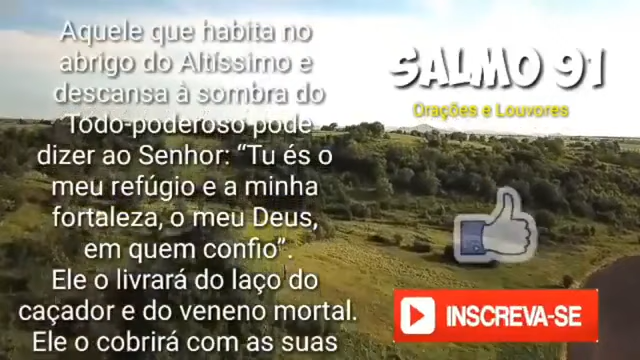 Aquele que habita no
abrigo do Altíssimo e
descansa à sombra do
Todo-poderoso pode
dizer ao Senhor: “Tu és o
meu refúgio e a minha
fortaleza, o meu Deus,
em quem confio”.
Ele o livrará do laço do
caçador e do veneno mortal.
Ele o cobrirá com as suas
SALMO 91
Orações e Louvores
INSCREVA-SE